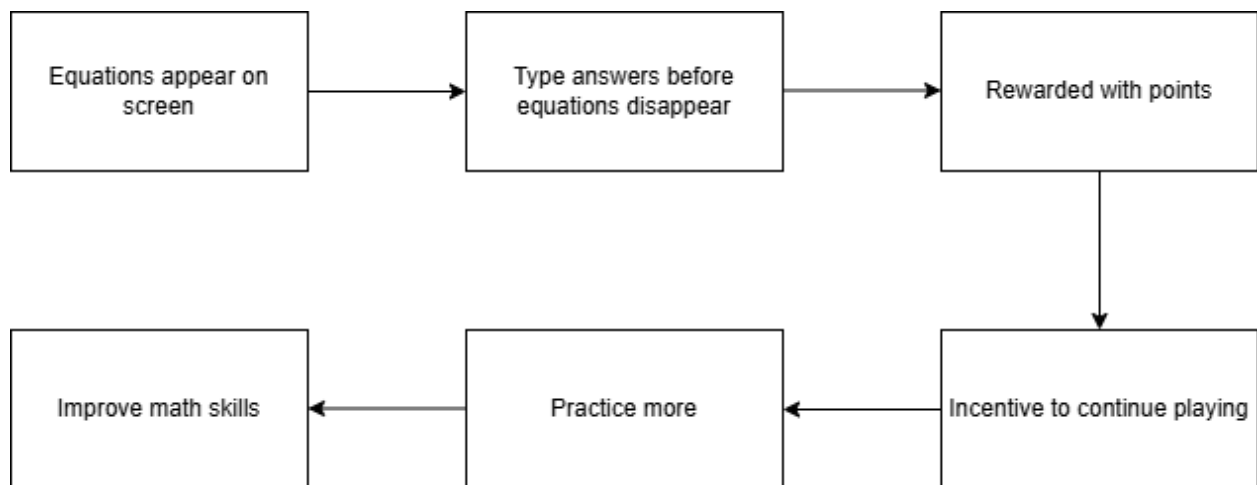 Equations appear on
screen
Type answers before
equations disappear
Rewarded with points
Incentive to continue playing
Practice more
Improve math skills